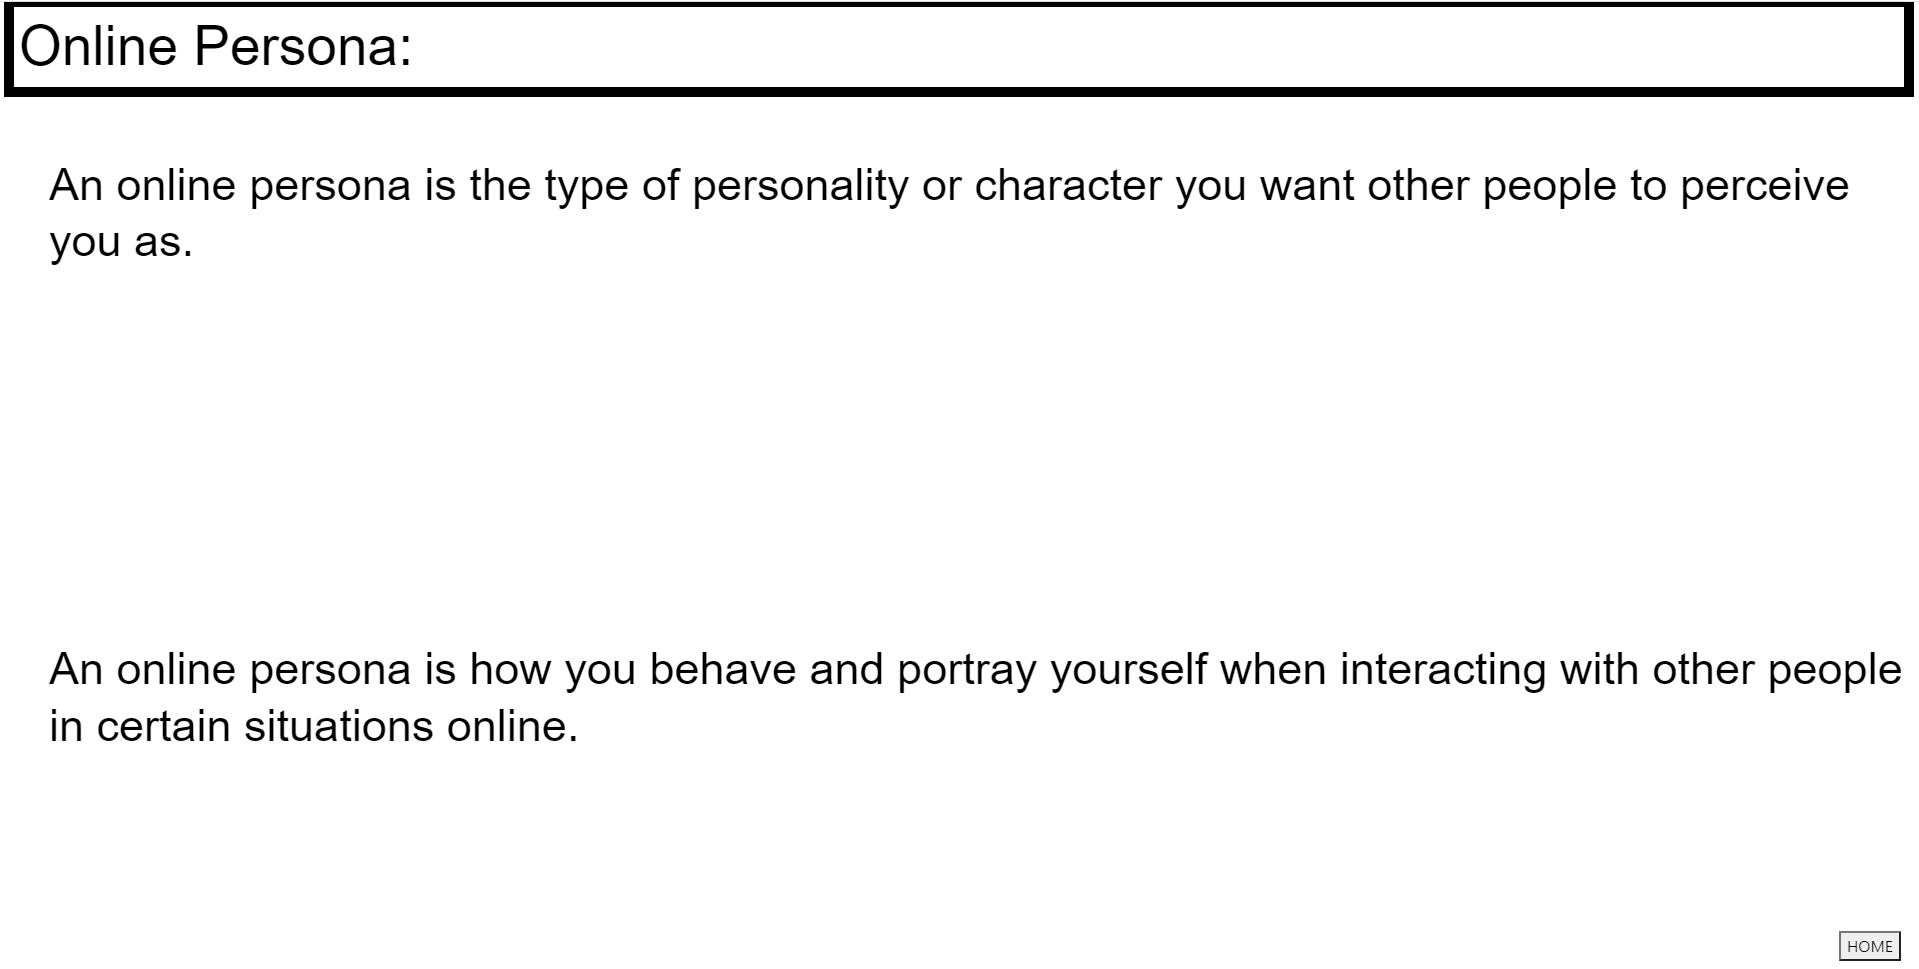 Online Persona:
An online persona is the type of personality or character you want other people to perceive
you as.
An online persona is how you behave and portray yourself when interacting with other people
in certain situations online.
HOME